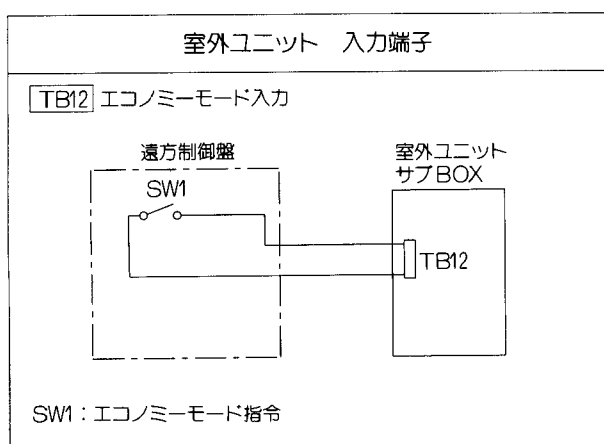 室外ユニット 入力端子
TB12 エコノミーモード入力
遠方制御盤
SW1
室外ユニット
サブBOX
TB12
SW1：エコノミーモード指令